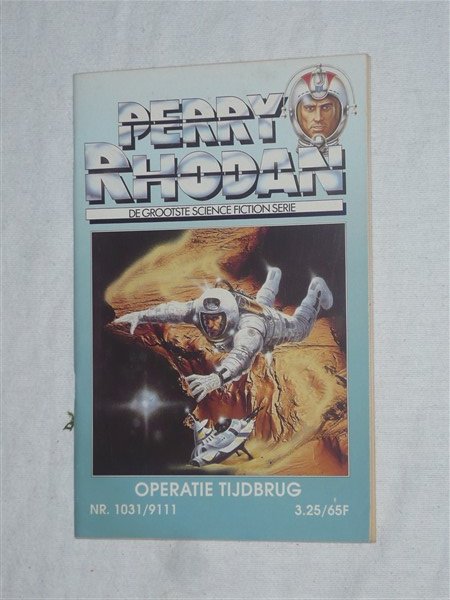 PERRY
RHODAN
DE GROOTSTE SCIENCE FICTION SERIE
OPERATIE TIJDBRUG
NR. 1031/9111 3.25/65F